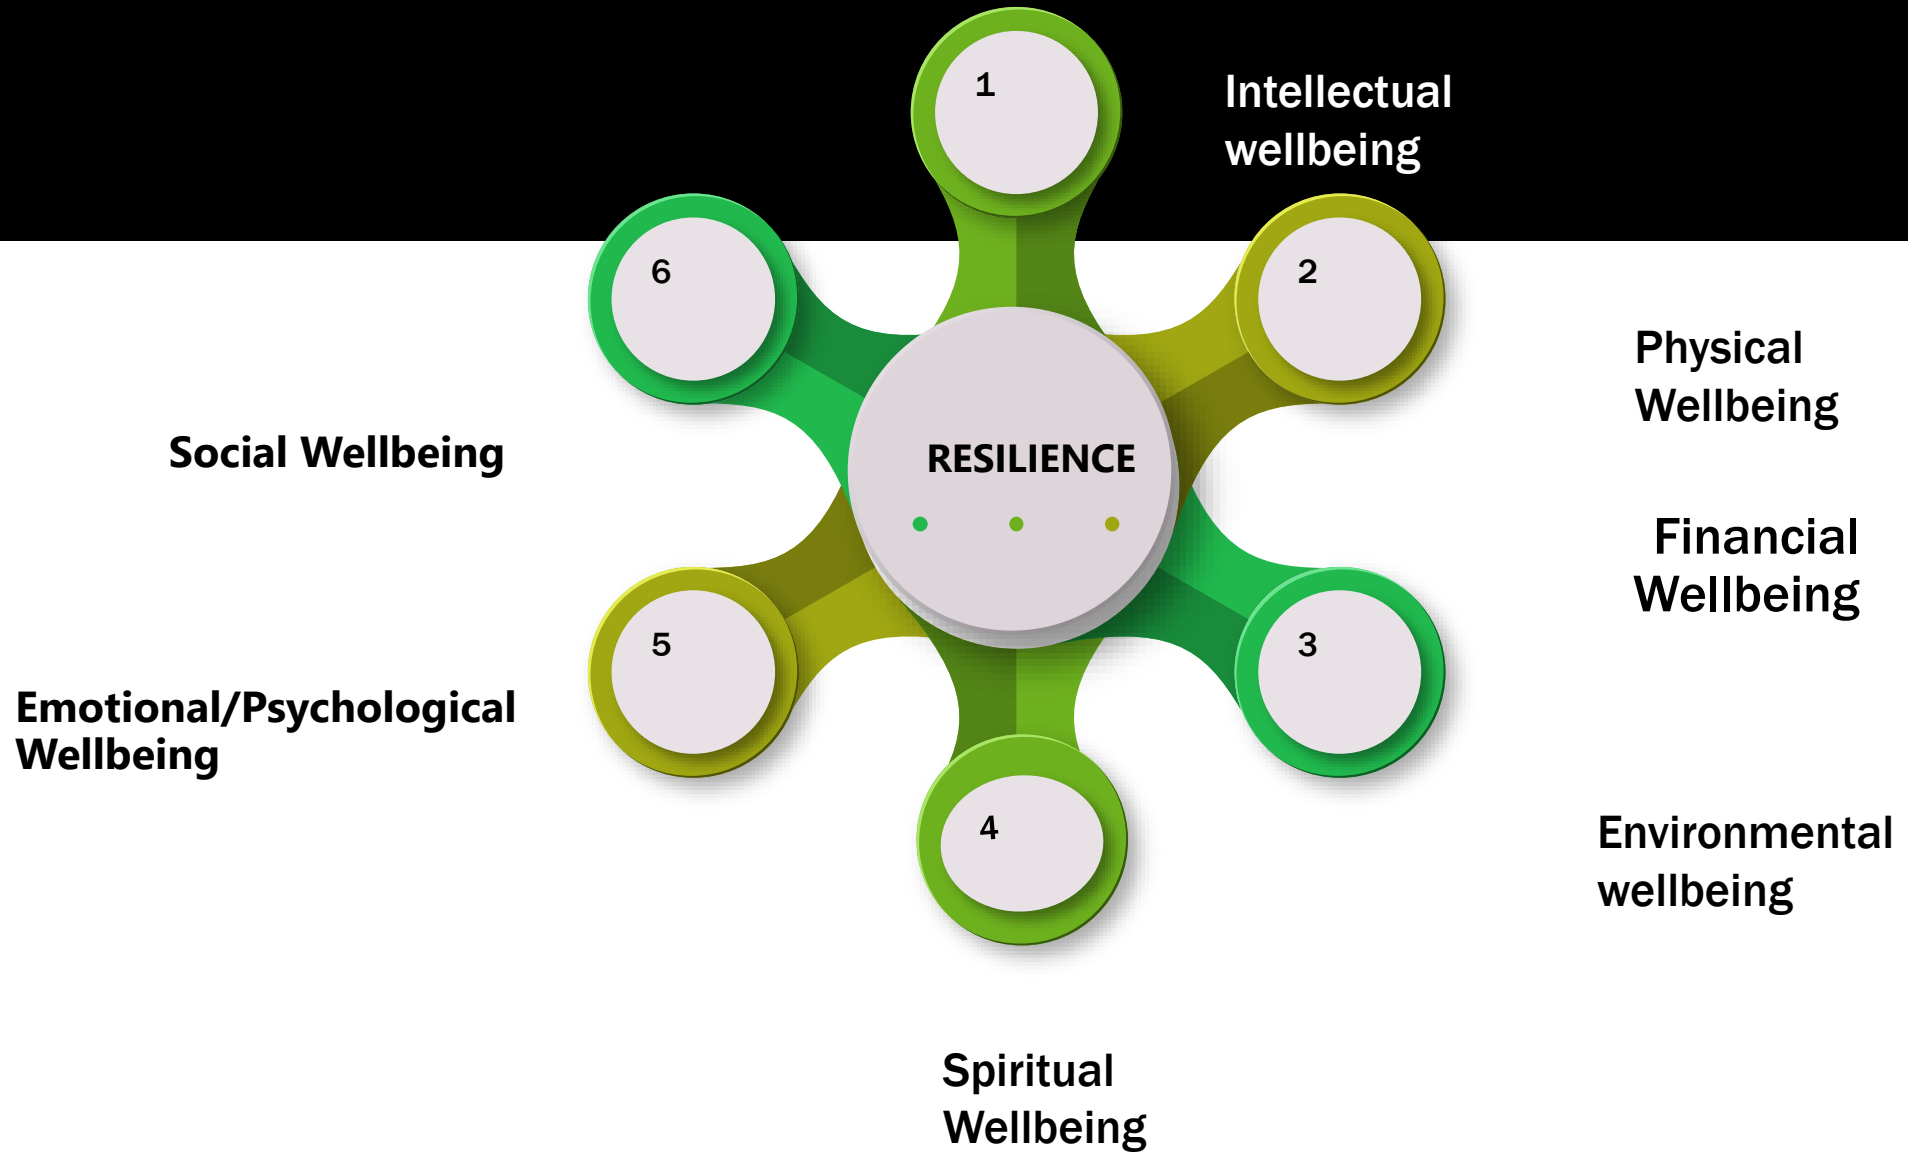 1
Intellectual
wellbeing
6
2
Physical
Wellbeing
Social Wellbeing
RESILIENCE
Financial
Wellbeing
5
3
Emotional/Psychological
Wellbeing
4
Environmental
wellbeing
Spiritual
Wellbeing